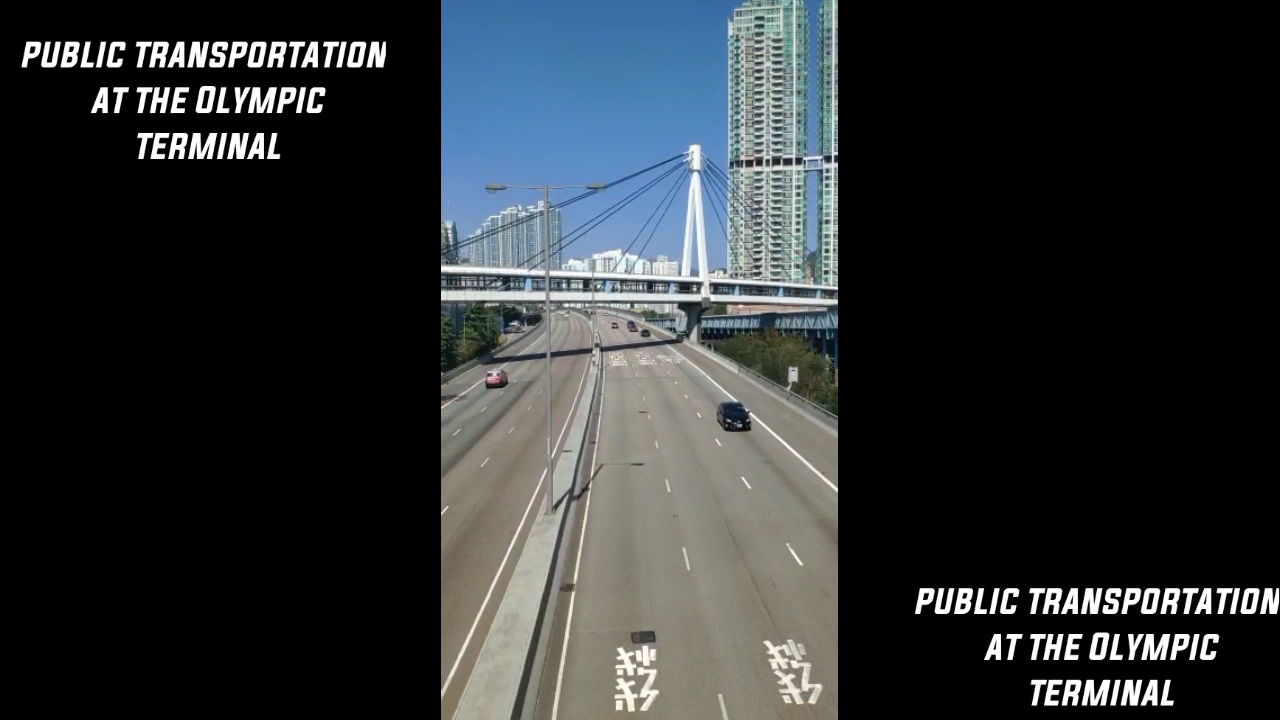 PUBLIC TRANSPORTATION
AT THE OLYMPIC
TERMINAL
PUBLIC TRANSPORTATION
AT THE OLYMPIC
TERMINAL